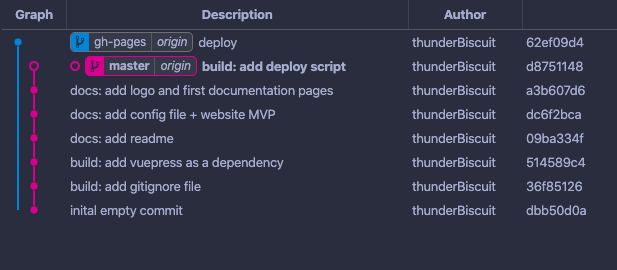 Graph Description Author
gh-pages origin deploy thunderBiscuit 62ef09d4
master origin build: add deploy script thunderBiscuit d8751148
docs: add logo and first documentation pages thunderBiscuit a3b607d6
docs: add config file + website MVP thunderBiscuit dc6f2bca
docs: add readme thunderBiscuit 09ba334f
build: add vuepress as a dependency thunderBiscuit 514589c4
build: add gitignore file thunderBiscuit 36f85126
inital empty commit thunderBiscuit dbb50d0a